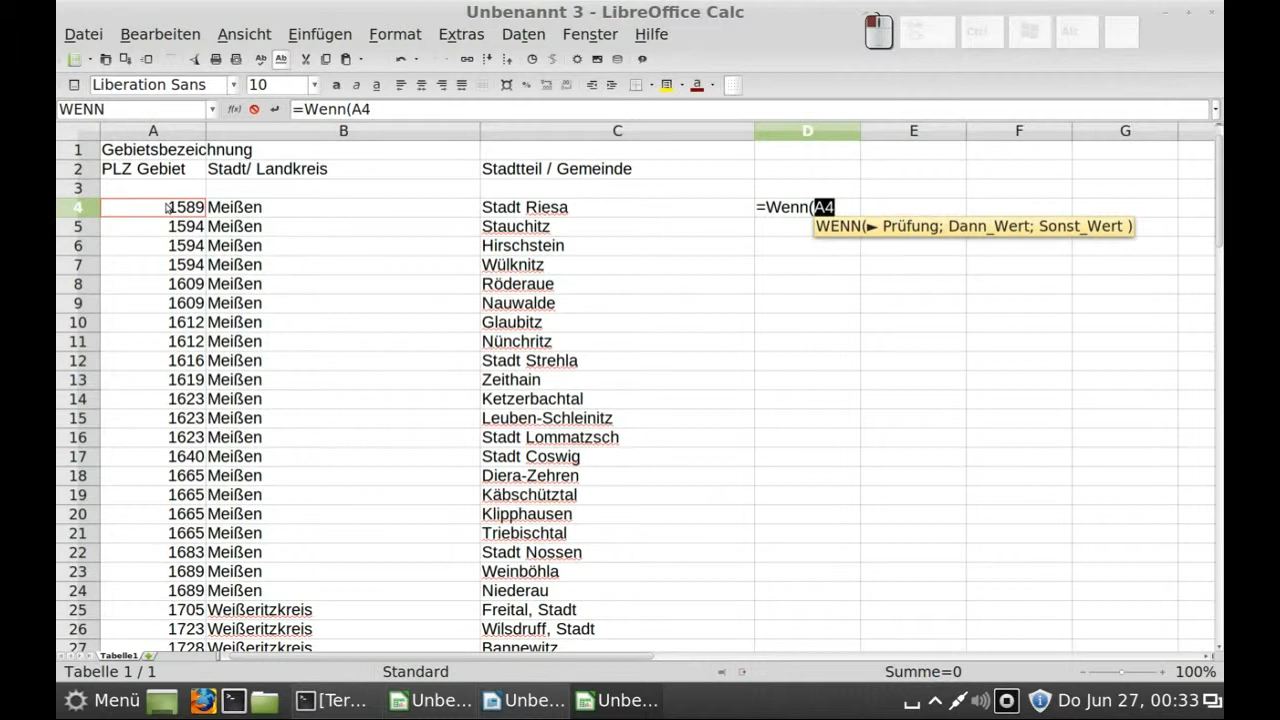 Unbenannt 3 - LibreOffice Calc
Datei Bearbeiten Ansicht Einfügen Format Extras Daten Fenster Hilfe
Ctrl Alt
Liberation Sans 10
WENN f(x) =Wenn(A4
A B C D E F G
1 Gebietsbezeichnung
2 PLZ Gebiet Stadt/ Landkreis Stadtteil / Gemeinde
3
4 1589 Meißen Stadt Riesa =Wenn(A4
5 1594 Meißen Stauchitz WENN(► Prüfung; Dann_Wert; Sonst_Wert )
6 1594 Meißen Hirschstein
7 1594 Meißen Wülknitz
8 1609 Meißen Röderaue
9 1609 Meißen Nauwalde
10 1612 Meißen Glaubitz
11 1612 Meißen Nünchritz
12 1616 Meißen Stadt Strehla
13 1619 Meißen Zeithain
14 1623 Meißen Ketzerbachtal
15 1623 Meißen Leuben-Schleinitz
16 1623 Meißen Stadt Lommatzsch
17 1640 Meißen Stadt Coswig
18 1665 Meißen Diera-Zehren
19 1665 Meißen Käbschütztal
20 1665 Meißen Klipphausen
21 1665 Meißen Triebischtal
22 1683 Meißen Stadt Nossen
23 1689 Meißen Weinböhla
24 1689 Meißen Niederau
25 1705 Weißeritzkreis Freital, Stadt
26 1723 Weißeritzkreis Wilsdruff, Stadt
27 1728 Weißeritzkreis Bannewitz
Tabelle1
Tabelle 1 / 1 Standard Summe=0 100%
Menü [Ter... Unbe... Unbe... Unbe... Do Jun 27, 00:33